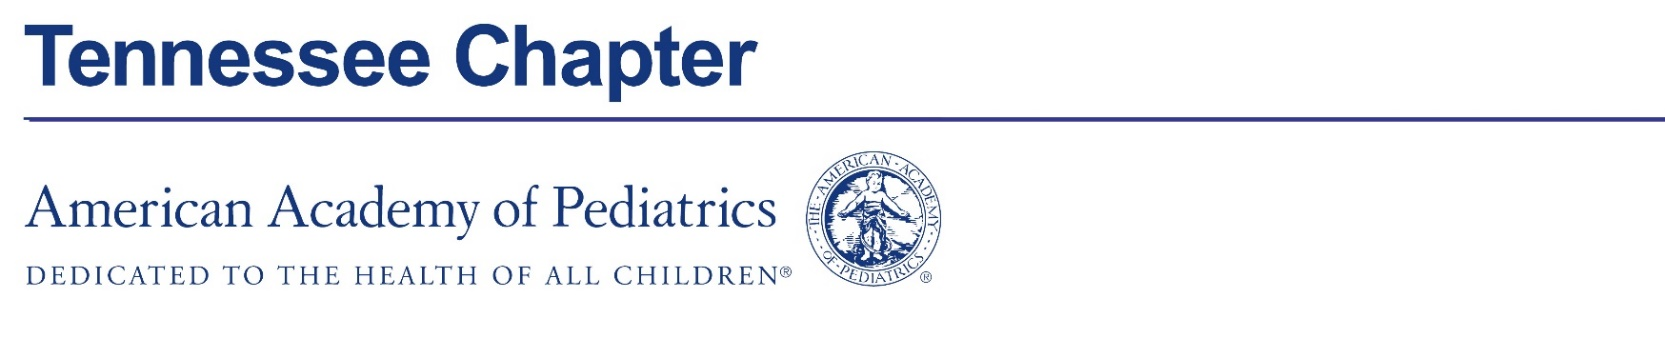 Tennessee Chapter
American Academy of Pediatrics
DEDICATED TO THE HEALTH OF ALL CHILDREN®
·THE·AMERICAN·ACADEMY·
·OF·PEDIATRICS·
®